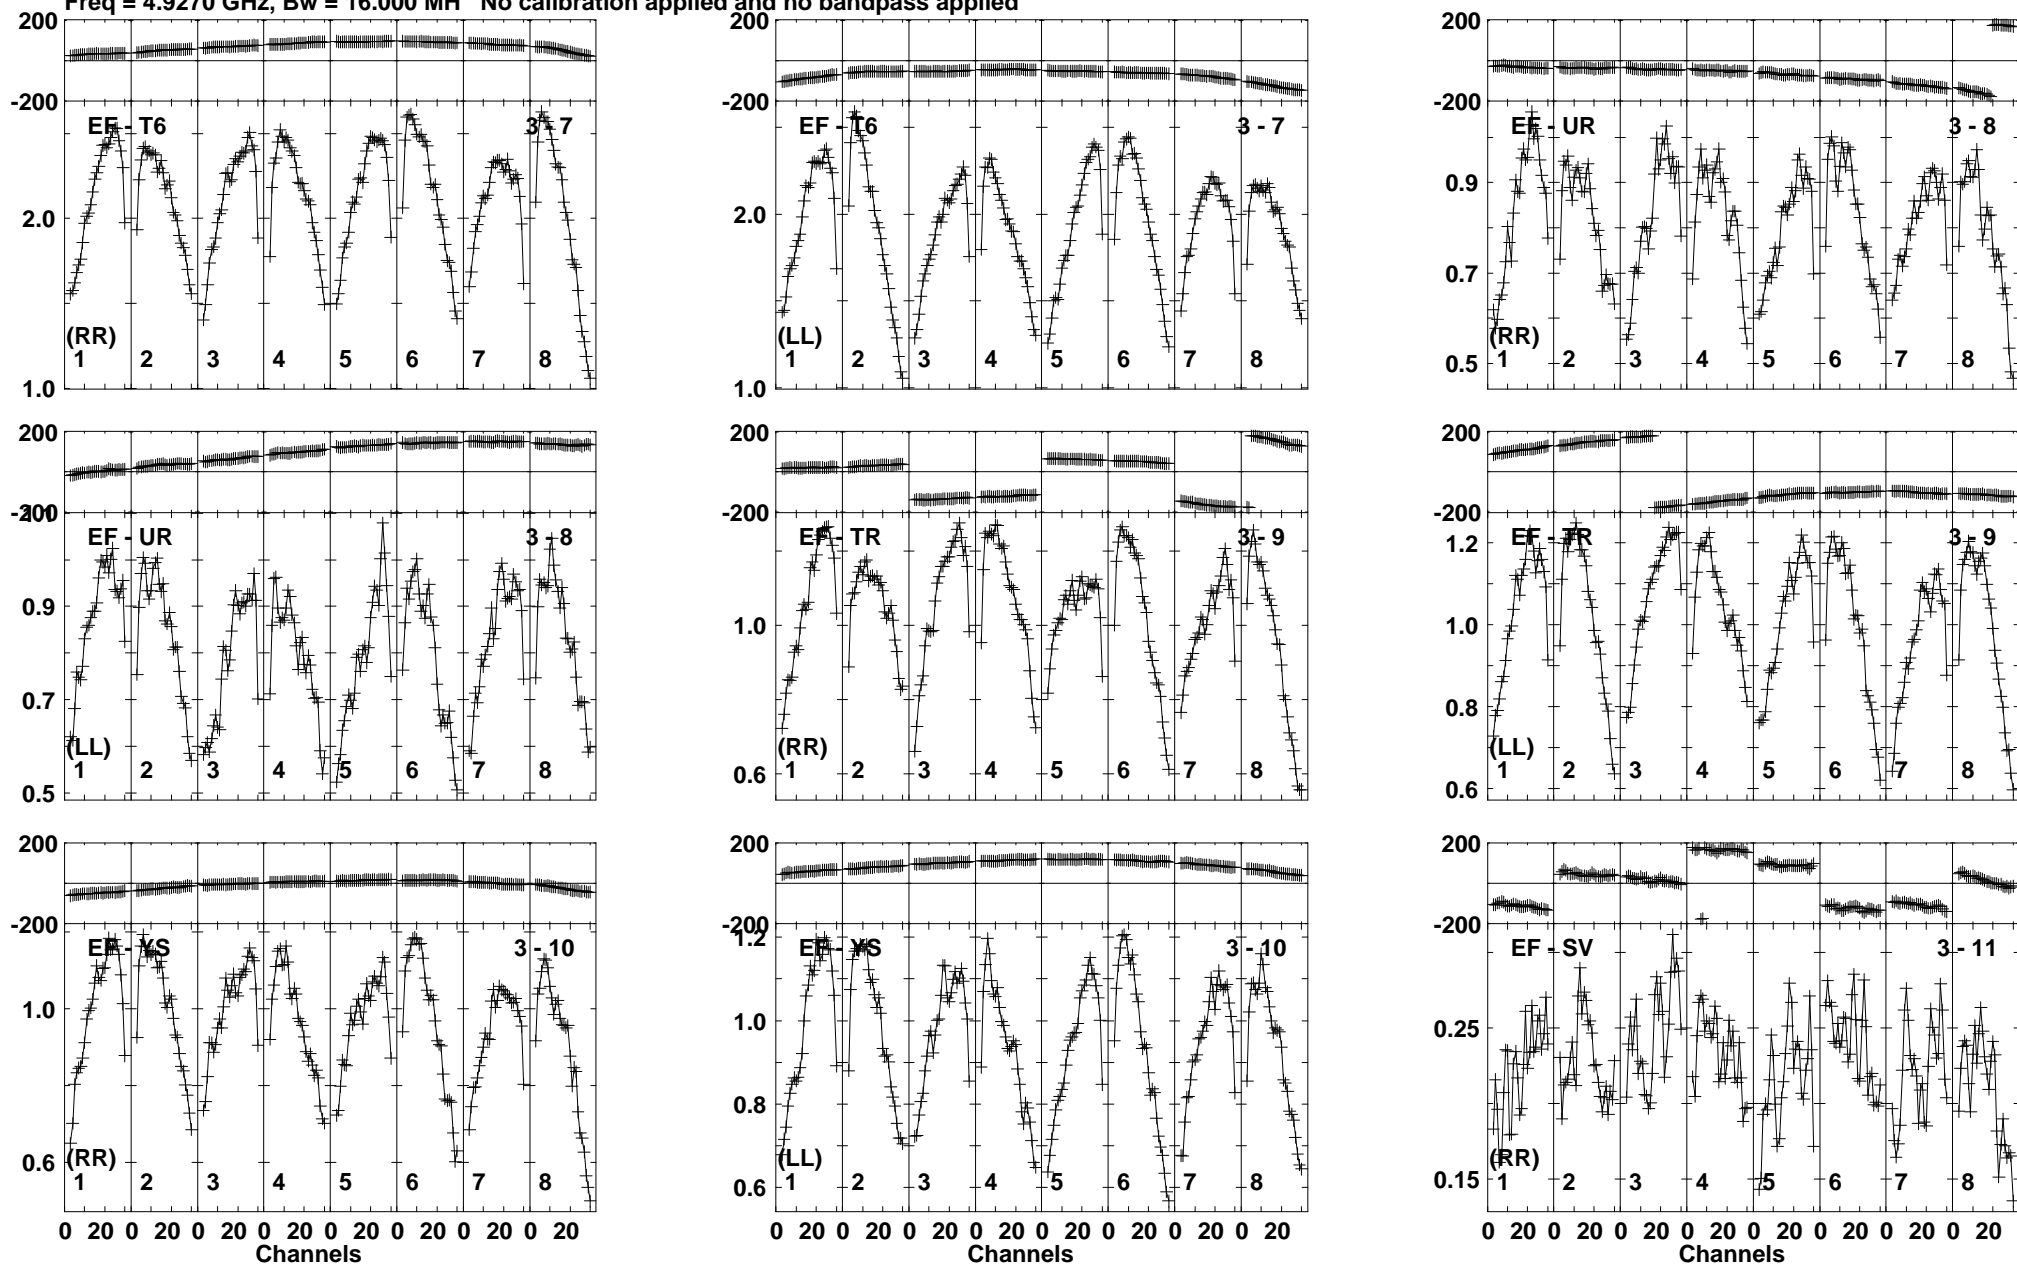 Freq = 4.9270 GHz, Bw = 16.000 MH No calibration applied and no bandpass applied
200 200 200
-200 -200 -200
EF - T6 3 - 7 EF - T6 3 - 7 EF - UR 3 - 8
2.0 2.0 0.9
0.7
(RR) (LL) (RR)
1 2 3 4 5 6 7 8 1 2 3 4 5 6 7 8 1 2 3 4 5 6 7 8
1.0 1.0 0.5
200 200 200
-200 -200 -200
EF - UR 3 - 8 EF - TR 3 - 9 EF - TR 3 - 9
1.2
0.9 1.0 1.0
0.7 0.8
(LL) (RR) (LL)
1 2 3 4 5 6 7 8 1 2 3 4 5 6 7 8 1 2 3 4 5 6 7 8
0.5 0.6 0.6
200 200 200
-200 -200 -200
1.2
EF - YS 3 - 10 EF - YS 3 - 10 EF - SV 3 - 11
1.0 1.0 0.25
0.8
0.6 (RR) (LL) (RR)
1 2 3 4 5 6 7 8 1 2 3 4 5 6 7 8 1 2 3 4 5 6 7 8
0.6 0.15
0 20 0 20 0 20 0 20 0 20 0 20 0 20 0 20 0 20 0 20 0 20 0 20 0 20 0 20 0 20 0 20 0 20 0 20 0 20 0 20 0 20 0 20 0 20 0 20
Channels Channels Channels